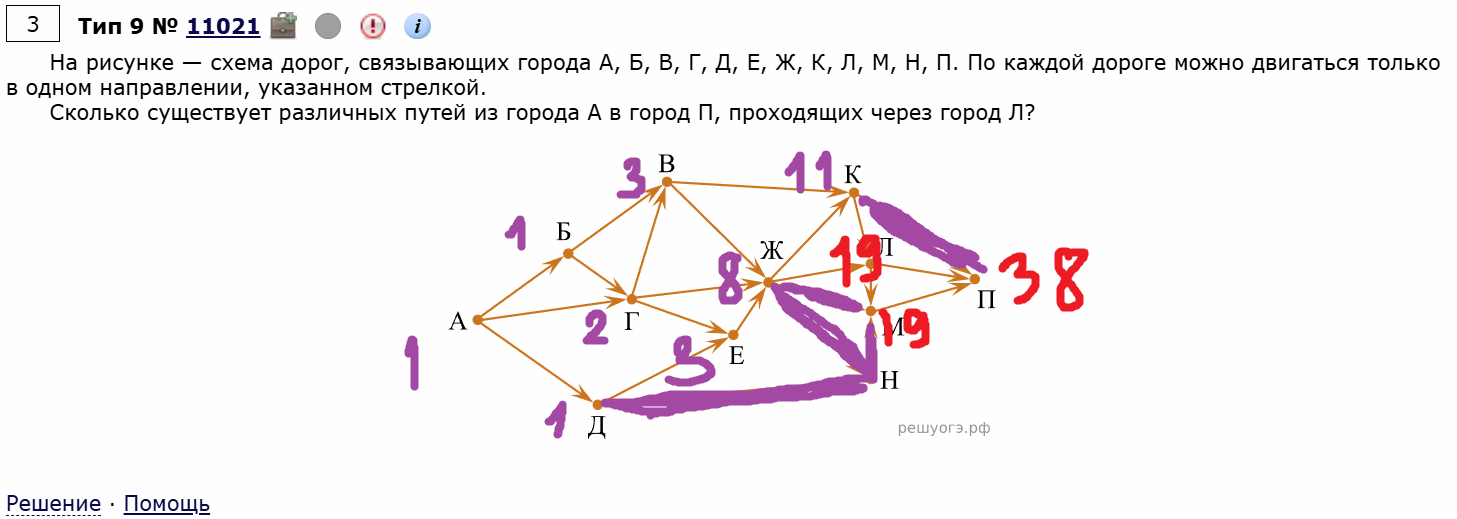 3 Тип 9 № 11021
На рисунке — схема дорог, связывающих города А, Б, В, Г, Д, Е, Ж, К, Л, М, Н, П. По каждой дороге можно двигаться только
в одном направлении, указанном стрелкой.
Сколько существует различных путей из города А в город П, проходящих через город Л?
В
3
11
К
1
Б
Ж
8
19
Л
38
П
А
2
Г
19
М
1
Е
3
Н
1
Д
решуогэ.рф
Решение · Помощь